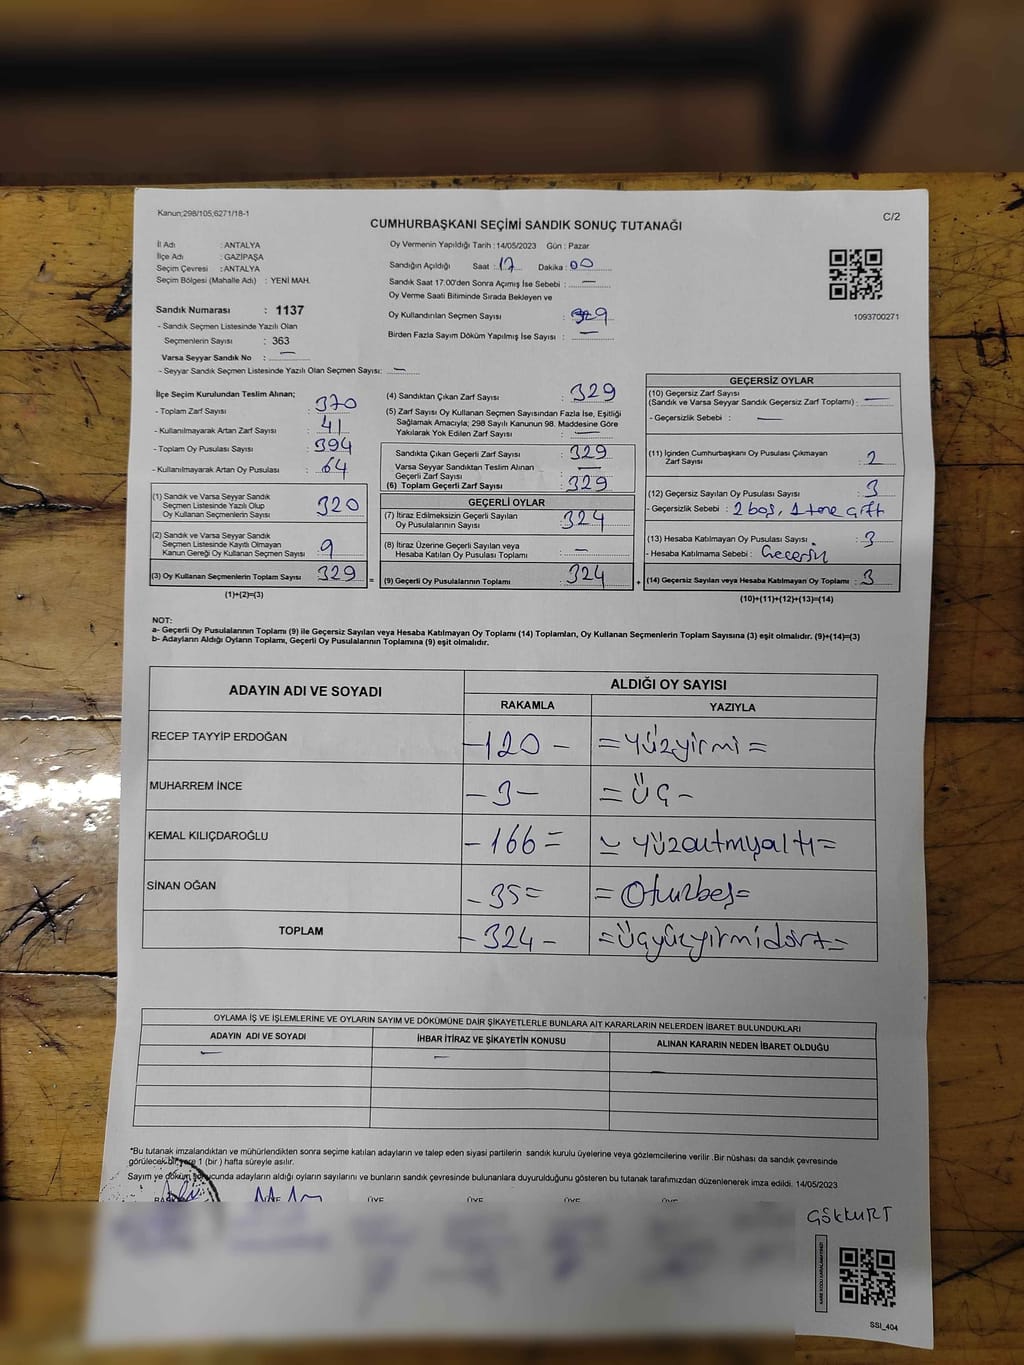 Kanun;298/105,6271/18-1
C/2
CUMHURBAŞKANI SEÇİMİ SANDIK SONUÇ TUTANAĞI
İl Adı : ANTALYA
İlçe Adı : GAZİPAŞA
Seçim Çevresi : ANTALYA
Seçim Bölgesi (Mahalle Adı) : YENİ MAH.
Sandık Numarası : 1137
- Sandık Seçmen Listesinde Yazılı Olan
Seçmenlerin Sayısı : 363
Varsa Seyyar Sandık No : —
- Seyyar Sandık Seçmen Listesinde Yazılı Olan Seçmen Sayısı: —
Oy Vermenin Yapıldığı Tarih : 14/05/2023 Gün : Pazar
Sandığın Açıldığı Saat : 17 Dakika : 00
Sandık Saat 17:00'den Sonra Açımış İse Sebebi : —
Oy Verme Saati Bitiminde Sırada Bekleyen ve
Oy Kullandırılan Seçmen Sayısı : 329
Birden Fazla Sayım Döküm Yapılmış İse Sayısı : —
1093700271
İlçe Seçim Kurulundan Teslim Alınan;
- Toplam Zarf Sayısı : 370
- Kullanılmayarak Artan Zarf Sayısı : 41
- Toplam Oy Pusulası Sayısı : 394
- Kullanılmayarak Artan Oy Pusulası : 64
(1) Sandık ve Varsa Seyyar Sandık
Seçmen Listesinde Yazılı Olup
Oy Kullanan Seçmenlerin Sayısı : 320
(2) Sandık ve Varsa Seyyar Sandık
Seçmen Listesinde Kayıtlı Olmayan
Kanun Gereği Oy Kullanan Seçmen Sayısı : 9
(3) Oy Kullanan Seçmenlerin Toplam Sayısı : 329 =
(1)+(2)=(3)
(4) Sandıktan Çıkan Zarf Sayısı : 329
(5) Zarf Sayısı Oy Kullanan Seçmen Sayısından Fazla İse, Eşitliği
Sağlamak Amacıyla; 298 Sayılı Kanunun 98. Maddesine Göre
Yakılarak Yok Edilen Zarf Sayısı : —
Sandıkta Çıkan Geçerli Zarf Sayısı : 329
Varsa Seyyar Sandıktan Teslim Alınan
Geçerli Zarf Sayısı : —
(6) Toplam Geçerli Zarf Sayısı : 329
GEÇERLİ OYLAR
(7) İtiraz Edilmeksizin Geçerli Sayılan
Oy Pusulalarının Sayısı : 324
(8) İtiraz Üzerine Geçerli Sayılan veya
Hesaba Katılan Oy Pusulası Toplamı : —
(9) Geçerli Oy Pusulalarının Toplamı : 324 +
GEÇERSİZ OYLAR
(10) Geçersiz Zarf Sayısı
(Sandık ve Varsa Seyyar Sandık Geçersiz Zarf Toplamı) : —
- Geçersizlik Sebebi : —
(11) İçinden Cumhurbaşkanı Oy Pusulası Çıkmayan
Zarf Sayısı : 2
(12) Geçersiz Sayılan Oy Pusulası Sayısı : 3
- Geçersizlik Sebebi : 2 boş, 1 tane çift
(13) Hesaba Katılmayan Oy Pusulası Sayısı : 3
- Hesaba Katılmama Sebebi :
(14) Geçersiz Sayılan veya Hesaba Katılmayan Oy Toplamı : 3
(10)+(11)+(12)+(13)=(14)
NOT:
a- Geçerli Oy Pusulalarının Toplamı (9) ile Geçersiz Sayılan veya Hesaba Katılmayan Oy Toplamı (14) Toplamları, Oy Kullanan Seçmenlerin Toplam Sayısına (3) eşit olmalıdır. (9)+(14)=(3)
b- Adayların Aldığı Oyların Toplamı, Geçerli Oy Pusulalarının Toplamına (9) eşit olmalıdır.
ADAYIN ADI VE SOYADI
ALDIĞI OY SAYISI
RAKAMLA YAZIYLA
RECEP TAYYİP ERDOĞAN -120- =Yüzyirmi=
MUHARREM İNCE -3- =Üç-
KEMAL KILIÇDAROĞLU -166= =Yüzaltmışaltı=
SİNAN OĞAN -35= =Oturbeş=
TOPLAM -324- =Üçyüzyirmidört=
OYLAMA İŞ VE İŞLEMLERİNE VE OYLARIN SAYIM VE DÖKÜMÜNE DAİR ŞİKAYETLERLE BUNLARA AİT KARARLARIN NELERDEN İBARET BULUNDUKLARI
ADAYIN ADI VE SOYADI İHBAR İTİRAZ VE ŞİKAYETİN KONUSU ALINAN KARARIN NEDEN İBARET OLDUĞU
— — —
*Bu tutanak imzalandıktan ve mühürlendikten sonra seçime katılan adayların ve talep eden siyasi partilerin sandık kurulu üyelerine veya gözlemcilerine verilir .Bir nüshası da sandık çevresinde
görülecek bir yere 1 (bir ) hafta süreyle asılır.
Sayım ve döküm sonucunda adayların aldığı oyların sayılarını ve bunların sandık çevresinde bulunanlara duyurulduğunu gösteren bu tutanak tarafımızdan düzenlenerek imza edildi. 14/05/2023
ÜYE ÜYE ÜYE ÜYE
GÖKKURT
SSI_404